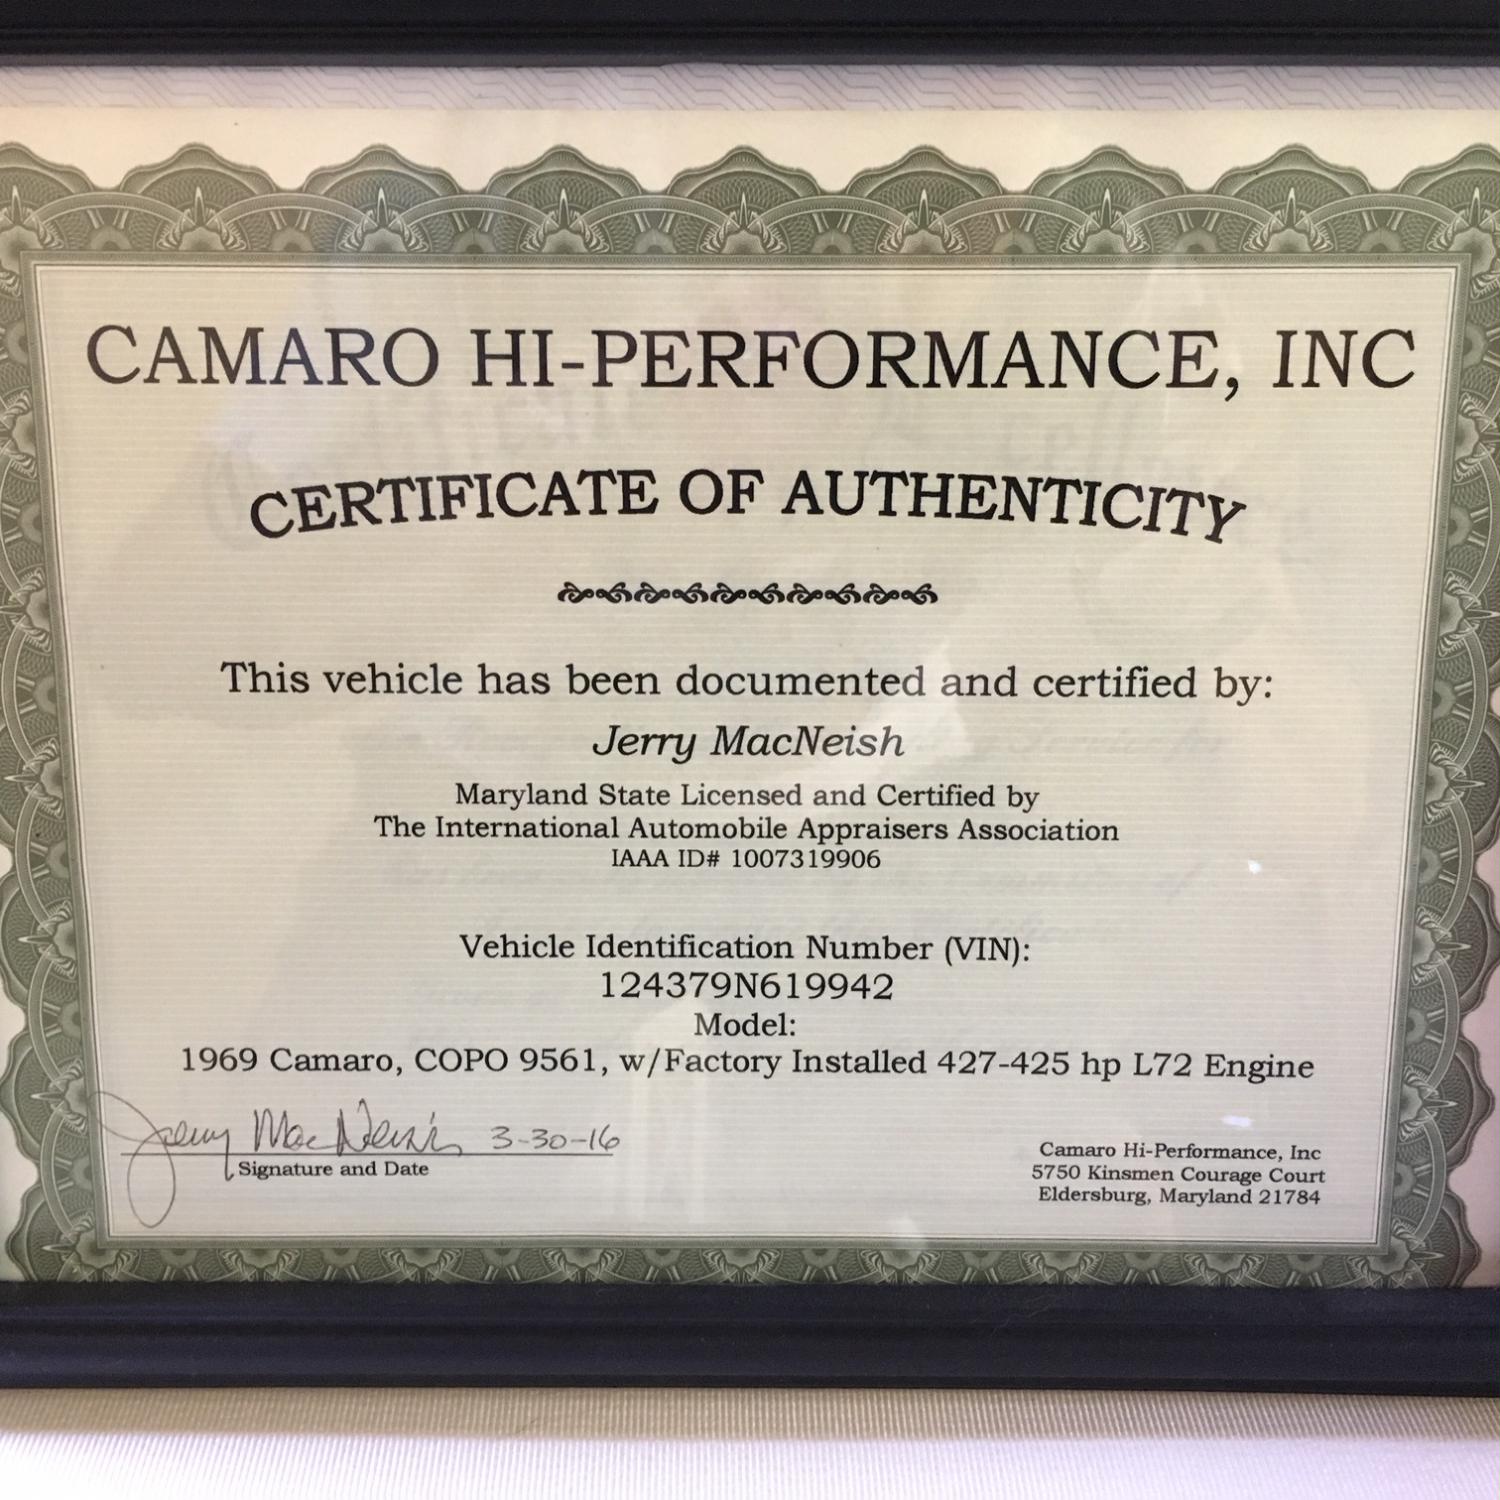 CAMARO HI-PERFORMANCE, INC
CERTIFICATE OF AUTHENTICITY
This vehicle has been documented and certified by:
Jerry MacNeish
Maryland State Licensed and Certified by
The International Automobile Appraisers Association
IAAA ID# 1007319906
Vehicle Identification Number (VIN):
124379N619942
Model:
1969 Camaro, COPO 9561, w/Factory Installed 427-425 hp L72 Engine
Jerry MacNeish 3-30-16
Signature and Date
Camaro Hi-Performance, Inc
5750 Kinsmen Courage Court
Eldersburg, Maryland 21784